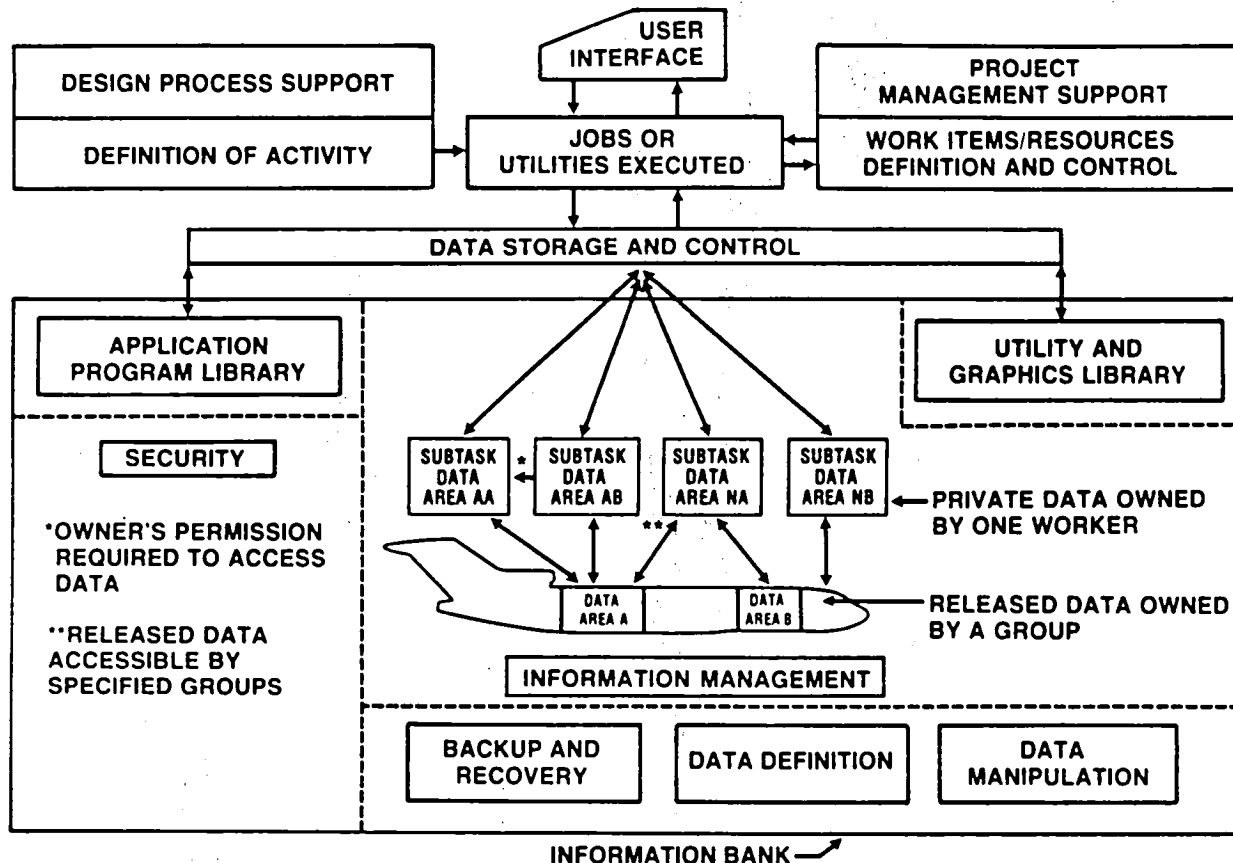 USER
INTERFACE
DESIGN PROCESS SUPPORT
DEFINITION OF ACTIVITY
JOBS OR
UTILITIES EXECUTED
PROJECT
MANAGEMENT SUPPORT
WORK ITEMS/RESOURCES
DEFINITION AND CONTROL
DATA STORAGE AND CONTROL
APPLICATION
PROGRAM LIBRARY
UTILITY AND
GRAPHICS LIBRARY
SECURITY
*OWNER'S PERMISSION
REQUIRED TO ACCESS
DATA
**RELEASED DATA
ACCESSIBLE BY
SPECIFIED GROUPS
SUBTASK
DATA
AREA AA
*
SUBTASK
DATA
AREA AB
**
SUBTASK
DATA
AREA NA
SUBTASK
DATA
AREA NB
PRIVATE DATA OWNED
BY ONE WORKER
DATA
AREA A
DATA
AREA B
RELEASED DATA OWNED
BY A GROUP
INFORMATION MANAGEMENT
BACKUP AND
RECOVERY
DATA DEFINITION
DATA
MANIPULATION
INFORMATION BANK